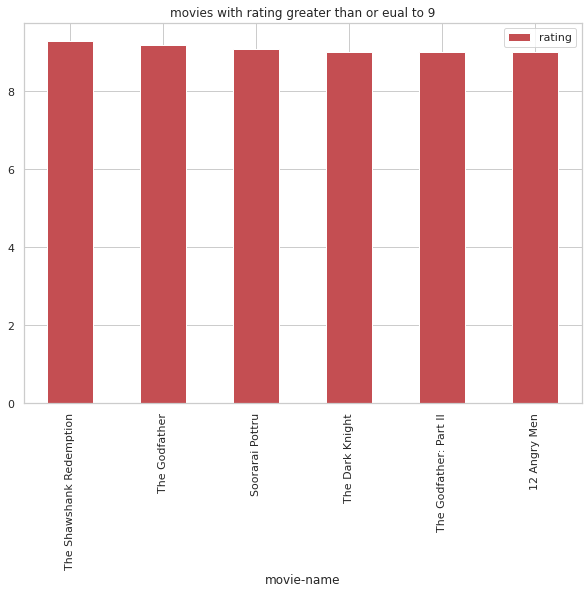 movies with rating greater than or eual to 9
rating
8
6
4
2
0
The Shawshank Redemption
The Godfather
Soorarai Pottru
The Dark Knight
The Godfather: Part II
12 Angry Men
movie-name